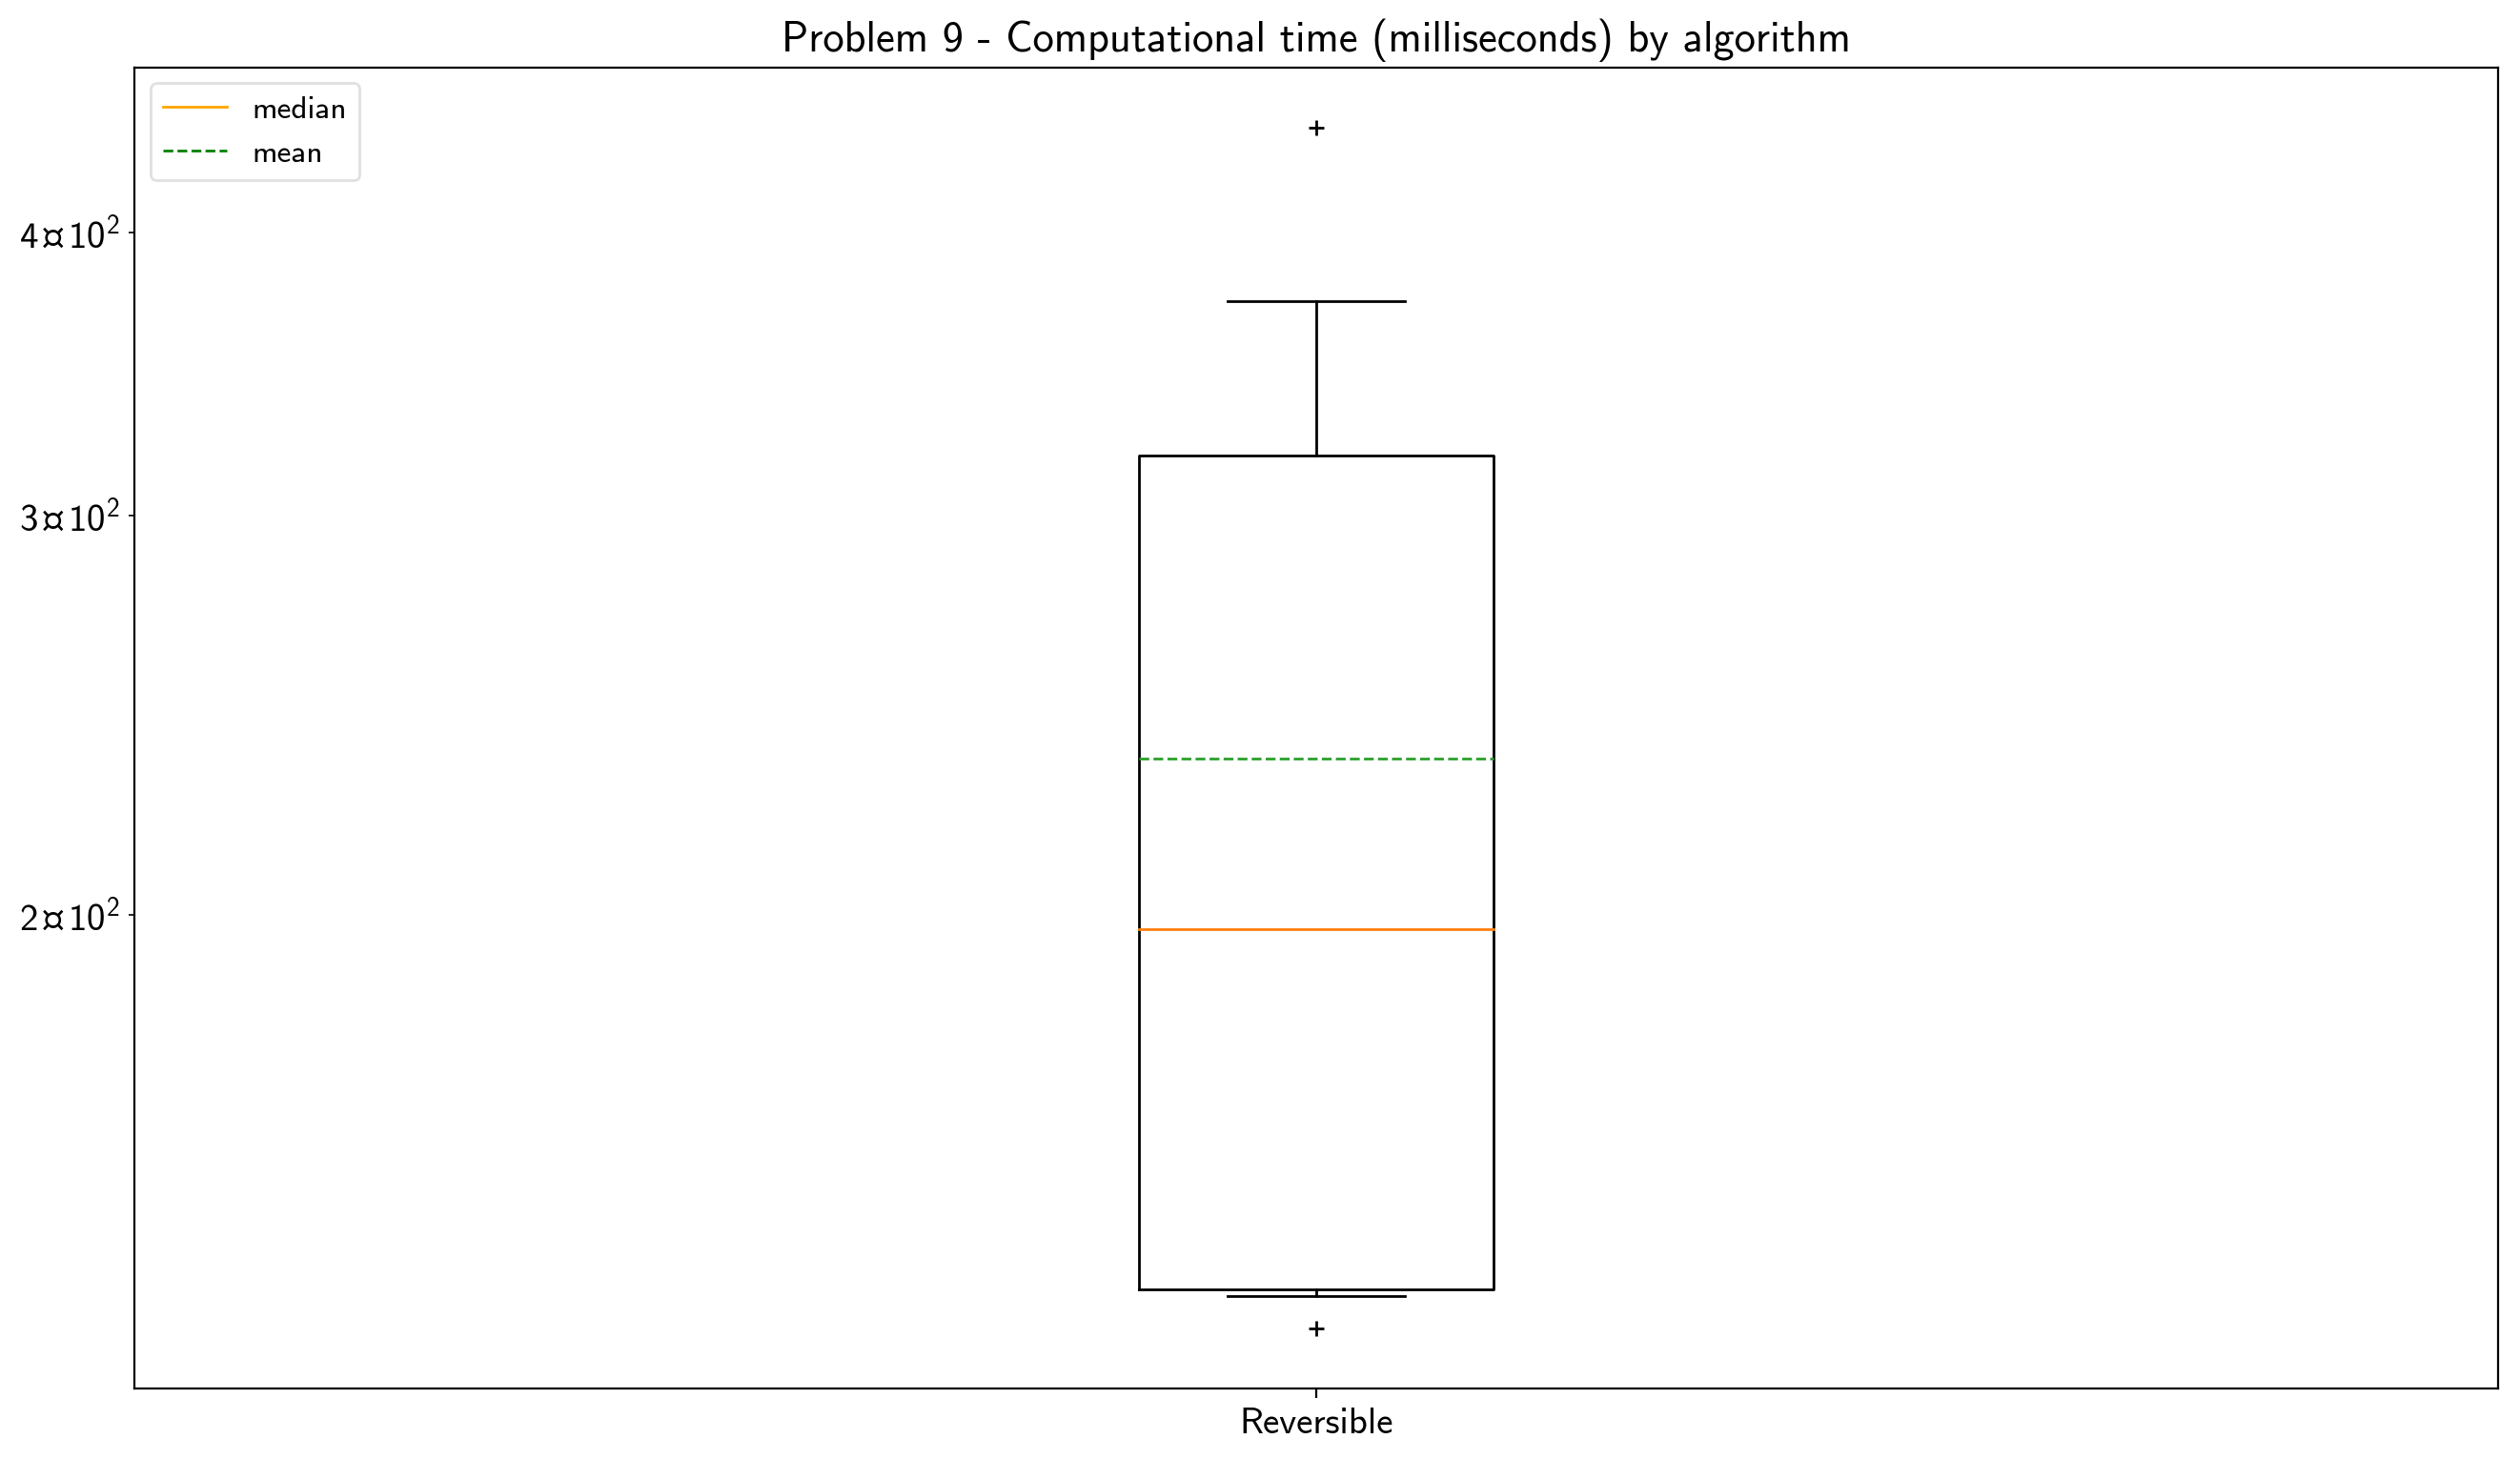 Problem 9 - Computational time (milliseconds) by algorithm
median
mean
4¤10²
3¤10²
2¤10²
Reversible